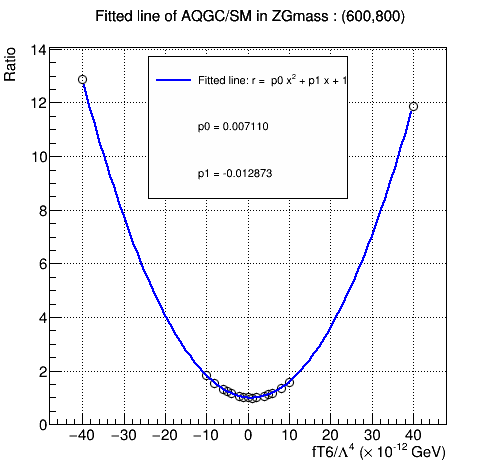 Fitted line of AQGC/SM in ZGmass : (600,800)
Ratio
14
12
10
8
6
4
2
0
Fitted line: r = p0 x² + p1 x + 1
p0 = 0.007110
p1 = -0.012873
−40 −30 −20 −10 0 10 20 30 40
fT6/Λ⁴ (× 10⁻¹² GeV)